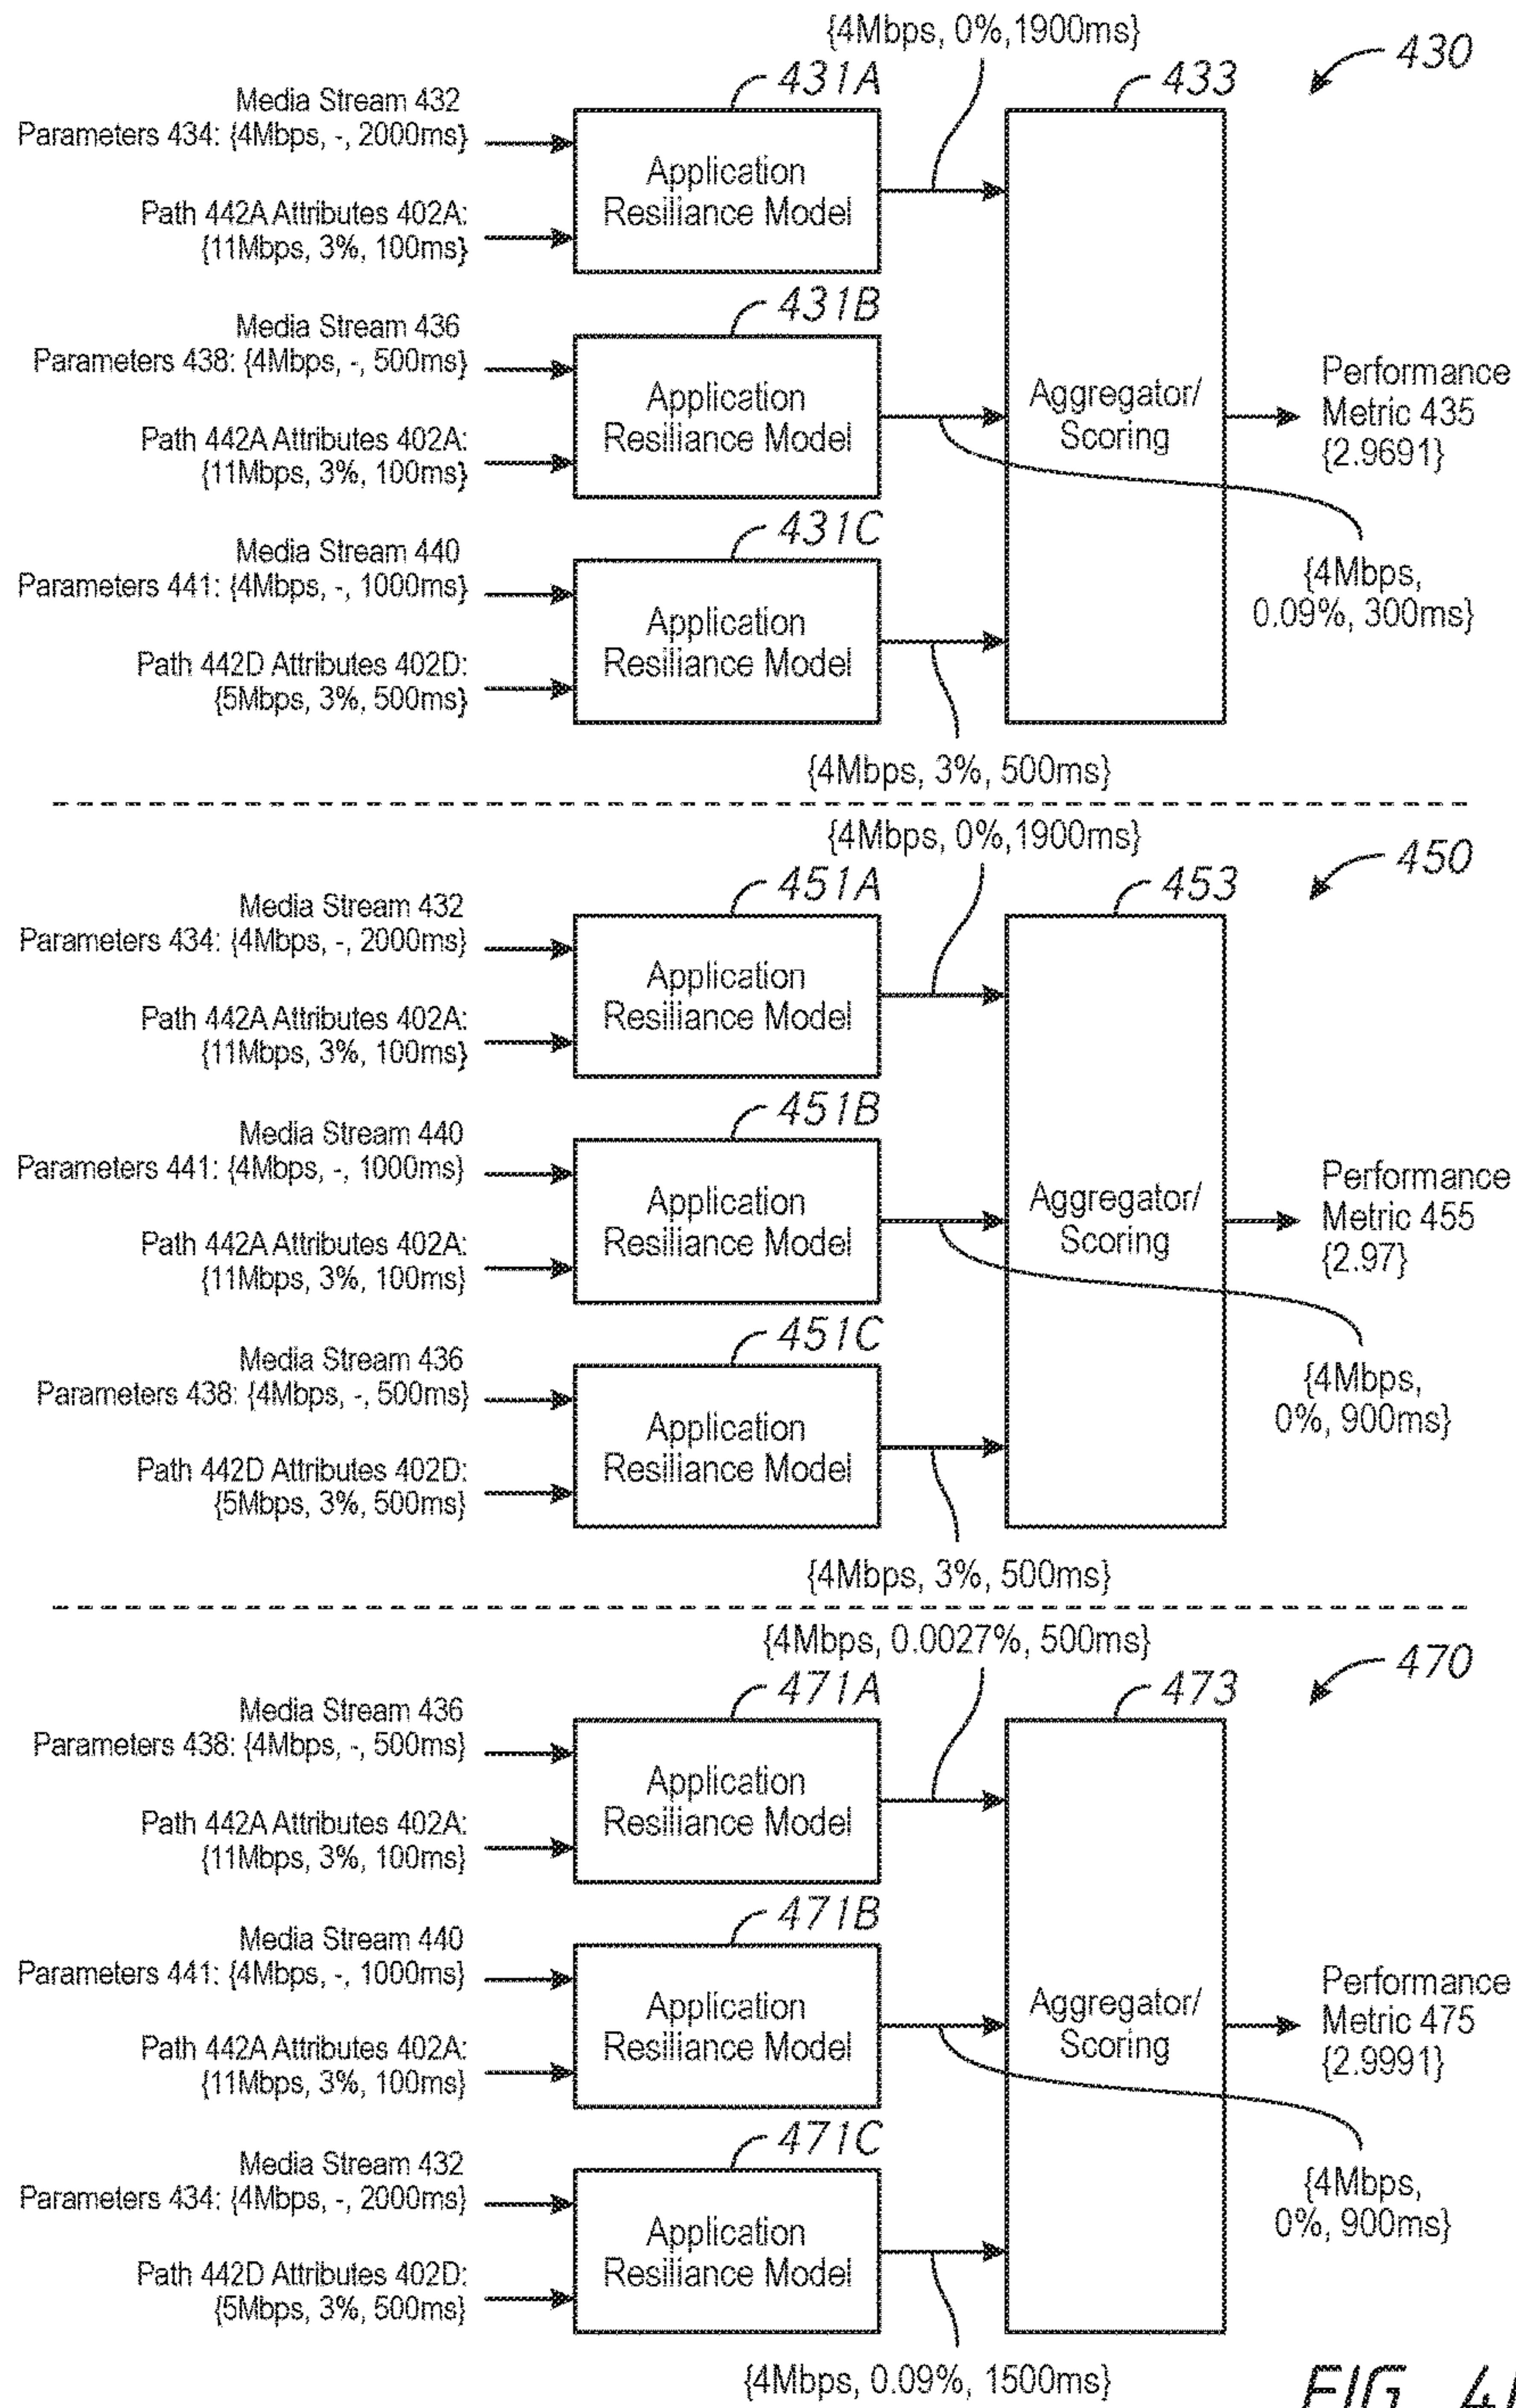 {4Mbps, 0%,1900ms}
430
431A
433
Media Stream 432
Parameters 434: {4Mbps, -, 2000ms}
Application
Resiliance Model
Path 442A Attributes 402A:
{11Mbps, 3%, 100ms}
431B
Media Stream 436
Parameters 438: {4Mbps, -, 500ms}
Application
Resiliance Model
Path 442A Attributes 402A:
{11Mbps, 3%, 100ms}
Aggregator/
Scoring
Performance
Metric 435
{2.9691}
431C
Media Stream 440
Parameters 441: {4Mbps, -, 1000ms}
Application
Resiliance Model
Path 442D Attributes 402D:
{5Mbps, 3%, 500ms}
{4Mbps,
0.09%, 300ms}
{4Mbps, 3%, 500ms}
{4Mbps, 0%,1900ms}
450
451A
453
Media Stream 432
Parameters 434: {4Mbps, -, 2000ms}
Application
Resiliance Model
Path 442A Attributes 402A:
{11Mbps, 3%, 100ms}
451B
Media Stream 440
Parameters 441: {4Mbps, -, 1000ms}
Application
Resiliance Model
Path 442A Attributes 402A:
{11Mbps, 3%, 100ms}
Aggregator/
Scoring
Performance
Metric 455
{2.97}
451C
Media Stream 436
Parameters 438: {4Mbps, -, 500ms}
Application
Resiliance Model
Path 442D Attributes 402D:
{5Mbps, 3%, 500ms}
{4Mbps,
0%, 900ms}
{4Mbps, 3%, 500ms}
{4Mbps, 0.0027%, 500ms}
470
471A
473
Media Stream 436
Parameters 438: {4Mbps, -, 500ms}
Application
Resiliance Model
Path 442A Attributes 402A:
{11Mbps, 3%, 100ms}
471B
Media Stream 440
Parameters 441: {4Mbps, -, 1000ms}
Application
Resiliance Model
Path 442A Attributes 402A:
{11Mbps, 3%, 100ms}
Aggregator/
Scoring
Performance
Metric 475
{2.9991}
471C
Media Stream 432
Parameters 434: {4Mbps, -, 2000ms}
Application
Resiliance Model
Path 442D Attributes 402D:
{5Mbps, 3%, 500ms}
{4Mbps,
0%, 900ms}
{4Mbps, 0.09%, 1500ms}
FIG.